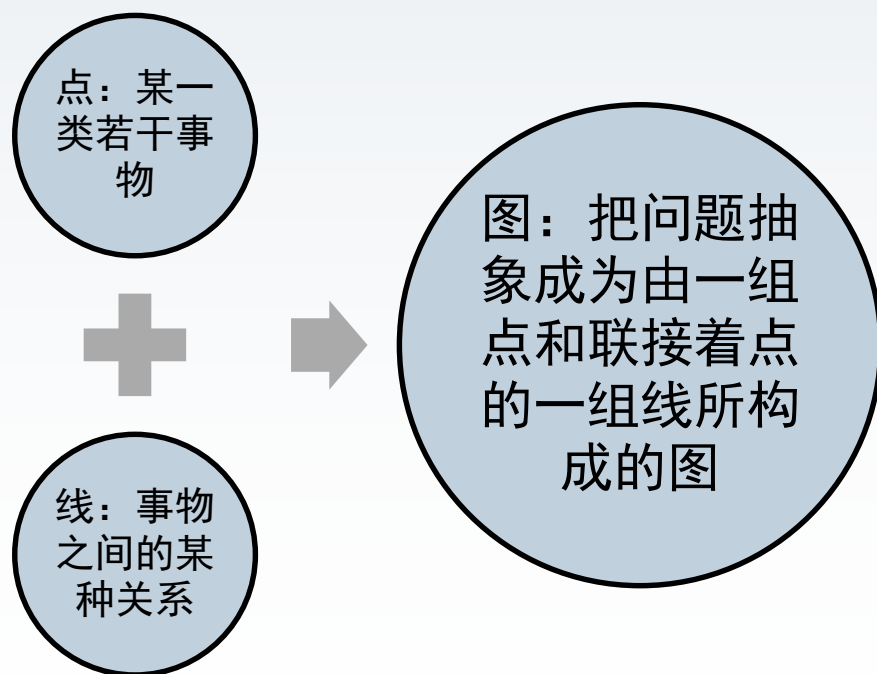 点：某一
类若干事
物
线：事物
之间的某
种关系
图：把问题抽
象成为由一组
点和联接着点
的一组线所构
成的图